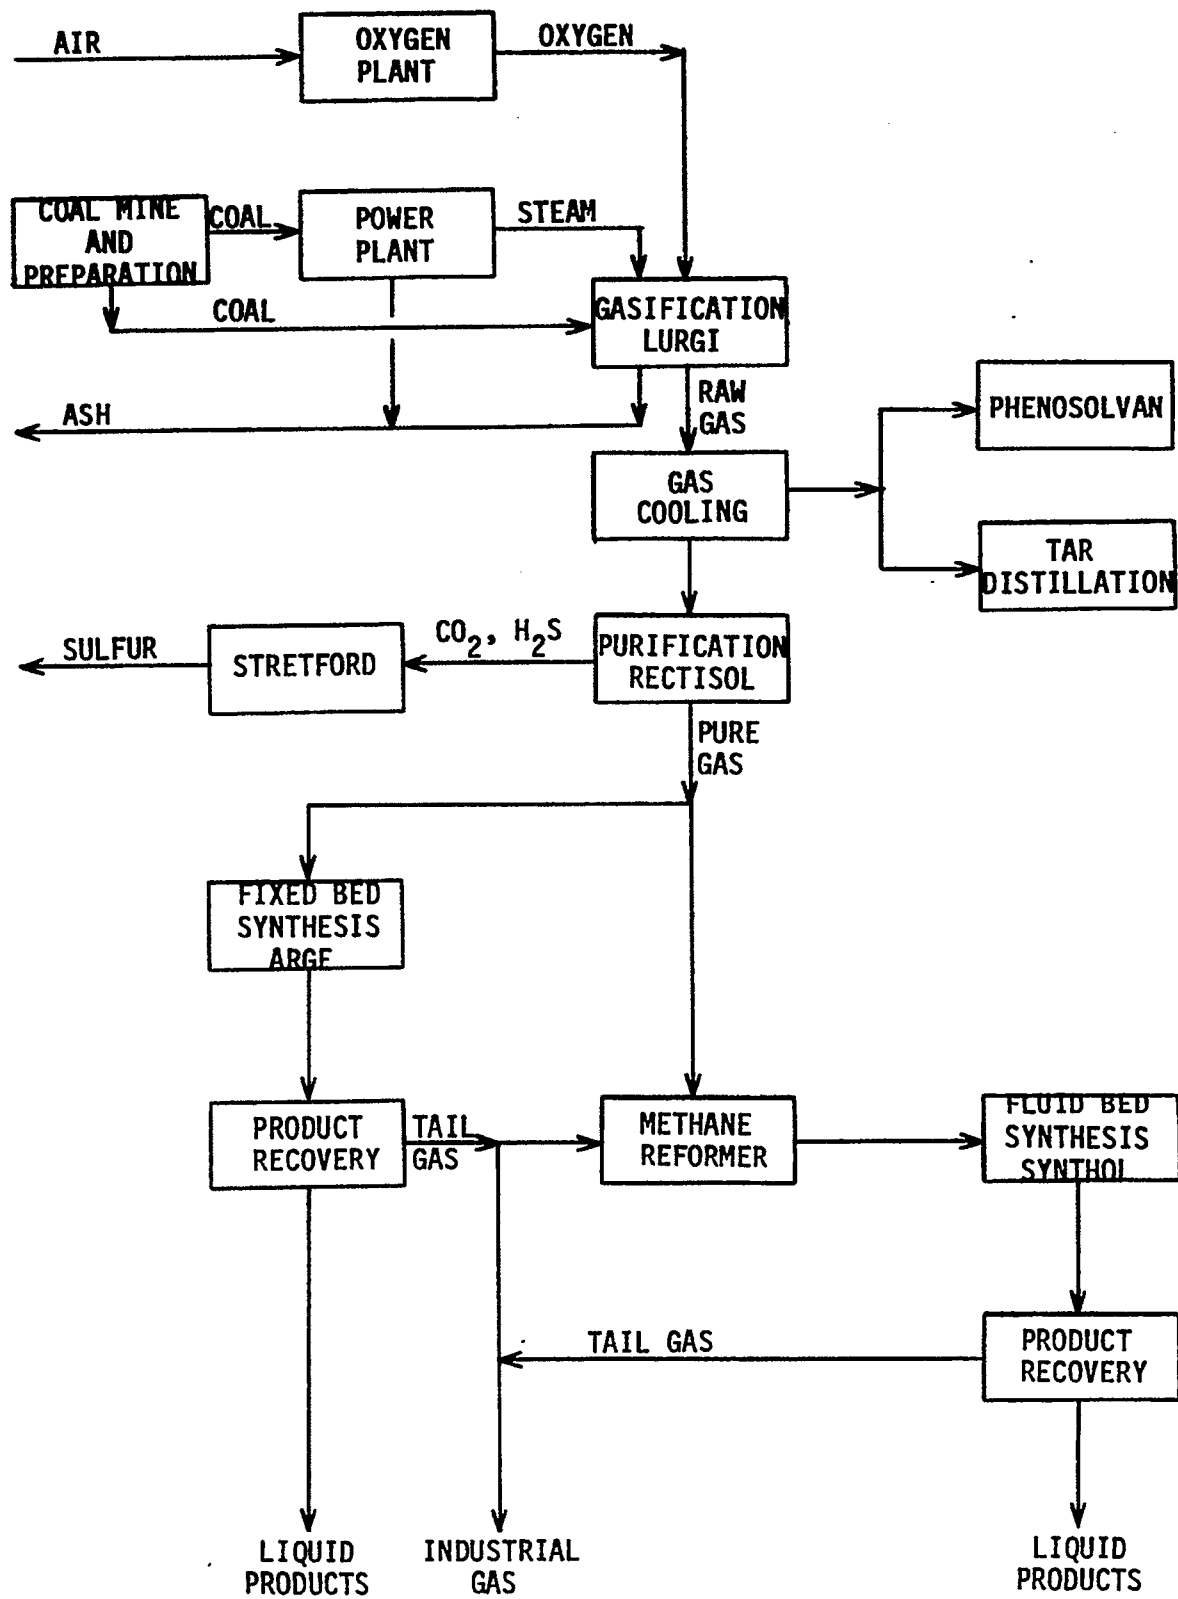 AIR
OXYGEN
PLANT
OXYGEN
COAL MINE
AND
PREPARATION
COAL
POWER
PLANT
STEAM
COAL
GASIFICATION
LURGI
ASH
RAW
GAS
PHENOSOLVAN
GAS
COOLING
TAR
DISTILLATION
SULFUR
STRETFORD
CO2, H2S
PURIFICATION
RECTISOL
PURE
GAS
FIXED BED
SYNTHESIS
ARGE
PRODUCT
RECOVERY
TAIL
GAS
METHANE
REFORMER
FLUID BED
SYNTHESIS
SYNTHOL
TAIL GAS
PRODUCT
RECOVERY
LIQUID
PRODUCTS
INDUSTRIAL
GAS
LIQUID
PRODUCTS